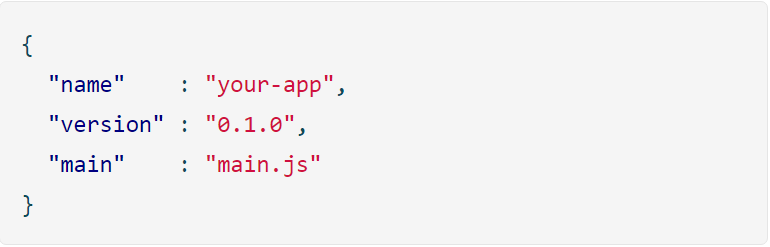 {
  "name"    : "your-app",
  "version" : "0.1.0",
  "main"    : "main.js"
}